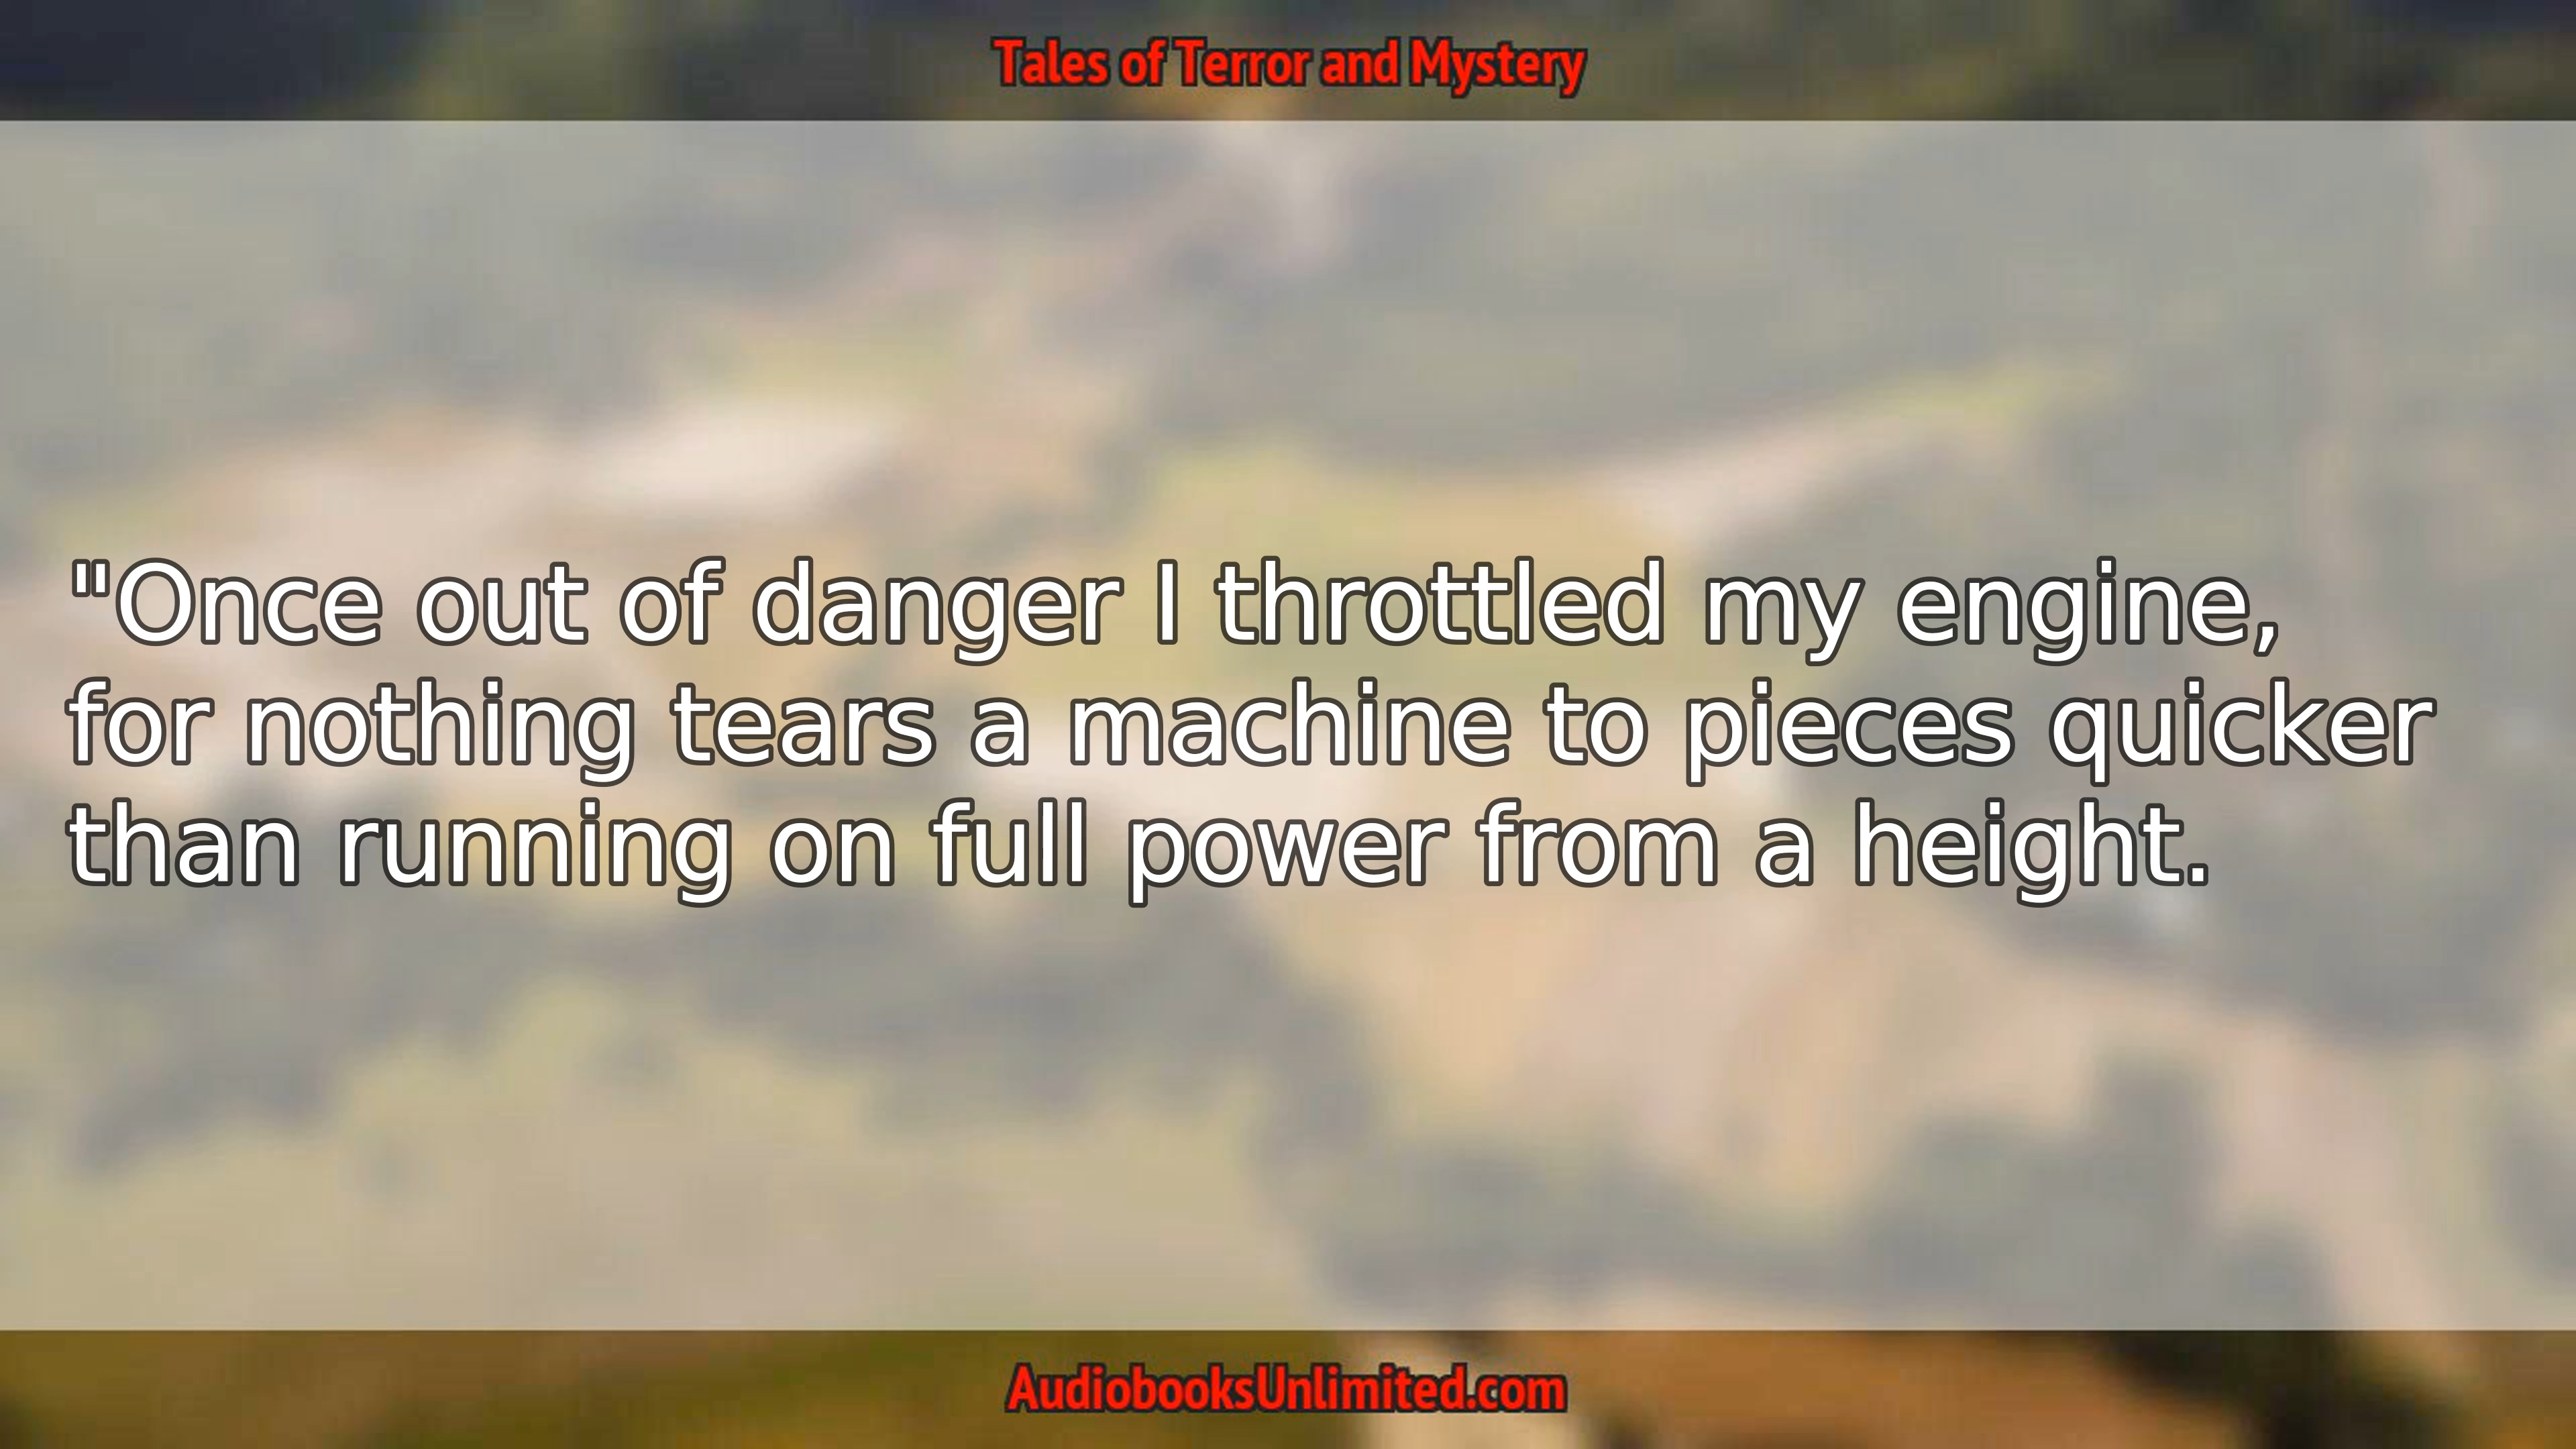 Tales of Terror and Mystery
"Once out of danger I throttled my engine,
for nothing tears a machine to pieces quicker
than running on full power from a height.
AudiobooksUnlimited.com